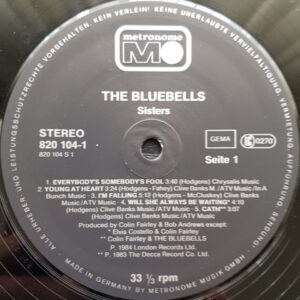 metronome
MO
THE BLUEBELLS
Sisters
STEREO
820 104-1
820 104 S 1
GEMA
LC
0270
Seite 1
1. EVERYBODY'S SOMEBODY'S FOOL 3:40 (Hodgens) Chrysalis Music
2. YOUNG AT HEART 3:24 (Hodgens - Fahey) Clive Banks M./ATV Music/In A
Bunch Music 3. I'M FALLING 5:12 (Hodgens - McCluskey) Clive Banks
Music/ATV Music 4. WILL SHE ALWAYS BE WAITING*
(Hodgens) Clive Banks Music/ATV Music 5. CATH** 3:07
(Hodgens) Clive Banks Music/ATV Music
Produced by Colin Fairley & Bob Andrews except:
* Elvis Costello & Colin Fairley
** Colin Fairley & THE BLUEBELLS
P 1984 London Records Ltd.
** P 1983 The Decca Record Co. Ltd.
33 ⅓ rpm
MADE IN GERMANY BY METRONOME MUSIK GMBH
URHEBER- UND LEISTUNGSSCHUTZRECHTE VORBEHALTEN. KEIN VERLEIH! KEINE UNERLAUBTE VERVIELFÄLTIGUNG, VERMIETUNG,